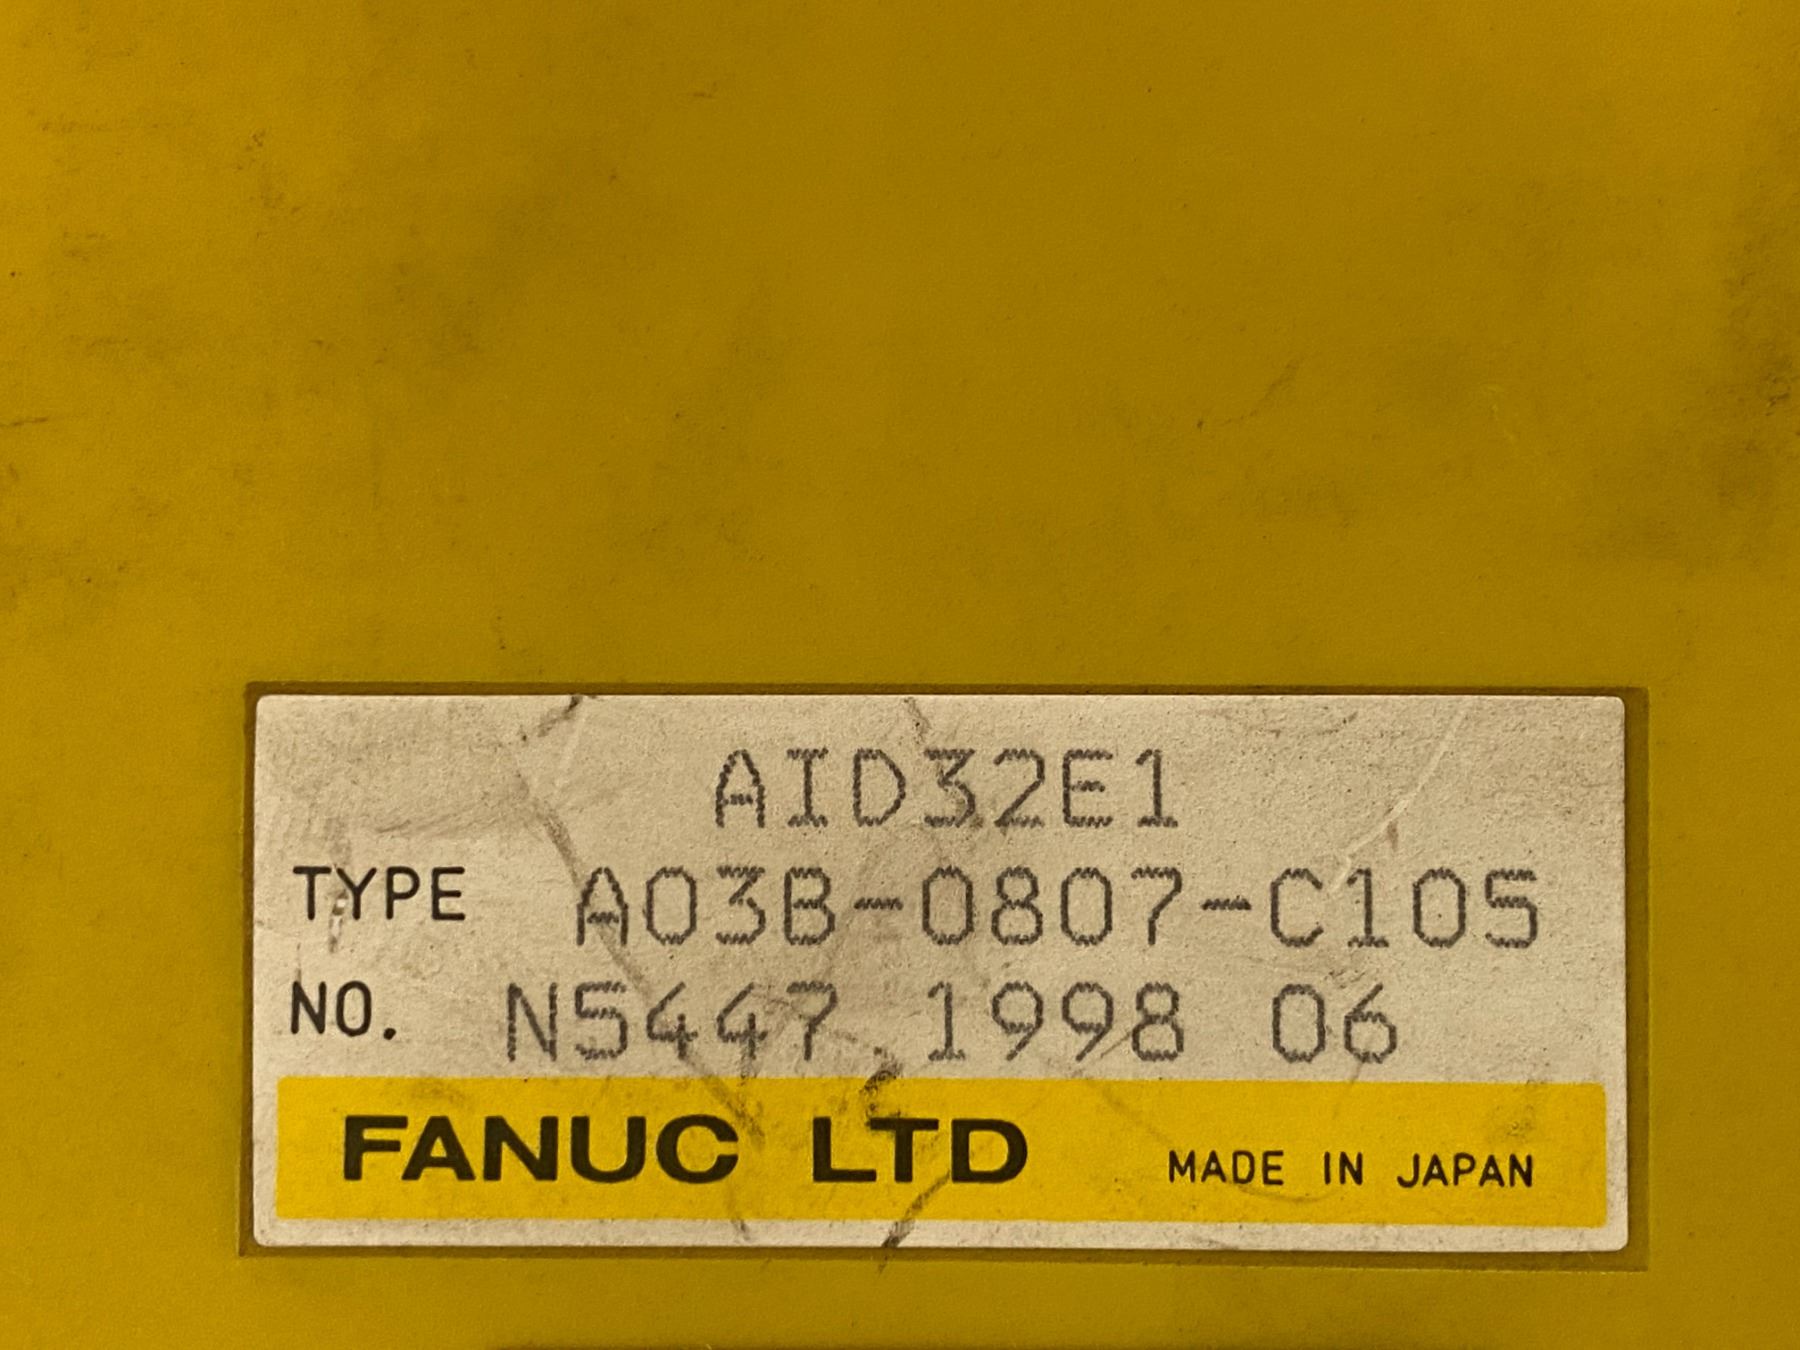 AID32E1
TYPE A03B-0807-C105
NO. N5447 1998 06
FANUC LTD MADE IN JAPAN